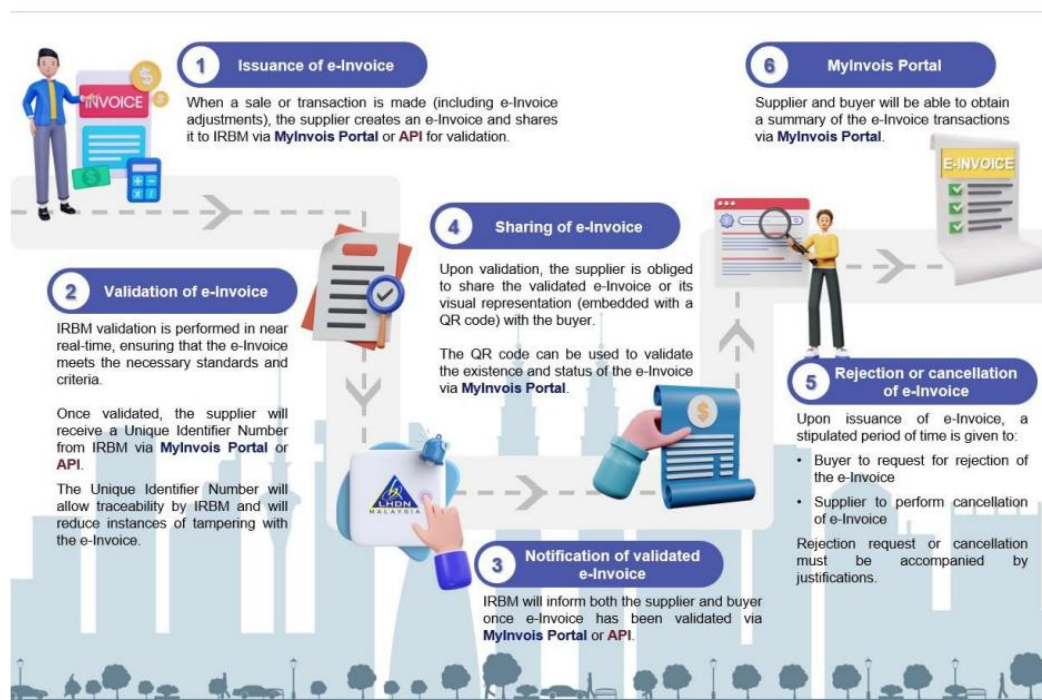 1 Issuance of e-Invoice
When a sale or transaction is made (including e-Invoice
adjustments), the supplier creates an e-Invoice and shares
it to IRBM via MyInvois Portal or API for validation.
INVOICE
2 Validation of e-Invoice
IRBM validation is performed in near
real-time, ensuring that the e-Invoice
meets the necessary standards and
criteria.
Once validated, the supplier will
receive a Unique Identifier Number
from IRBM via MyInvois Portal or
API.
The Unique Identifier Number will
allow traceability by IRBM and will
reduce instances of tampering with
the e-Invoice.
LHDN
MALAYSIA
3 Notification of validated
e-Invoice
IRBM will inform both the supplier and buyer
once e-Invoice has been validated via
MyInvois Portal or API.
4 Sharing of e-Invoice
Upon validation, the supplier is obliged
to share the validated e-Invoice or its
visual representation (embedded with a
QR code) with the buyer.
The QR code can be used to validate
the existence and status of the e-Invoice
via MyInvois Portal.
5 Rejection or cancellation
of e-Invoice
Upon issuance of e-Invoice, a
stipulated period of time is given to:
• Buyer to request for rejection of
the e-Invoice
• Supplier to perform cancellation
of e-Invoice
Rejection request or cancellation
must be accompanied by
justifications.
6 MyInvois Portal
Supplier and buyer will be able to obtain
a summary of the e-Invoice transactions
via MyInvois Portal.
E-INVOICE